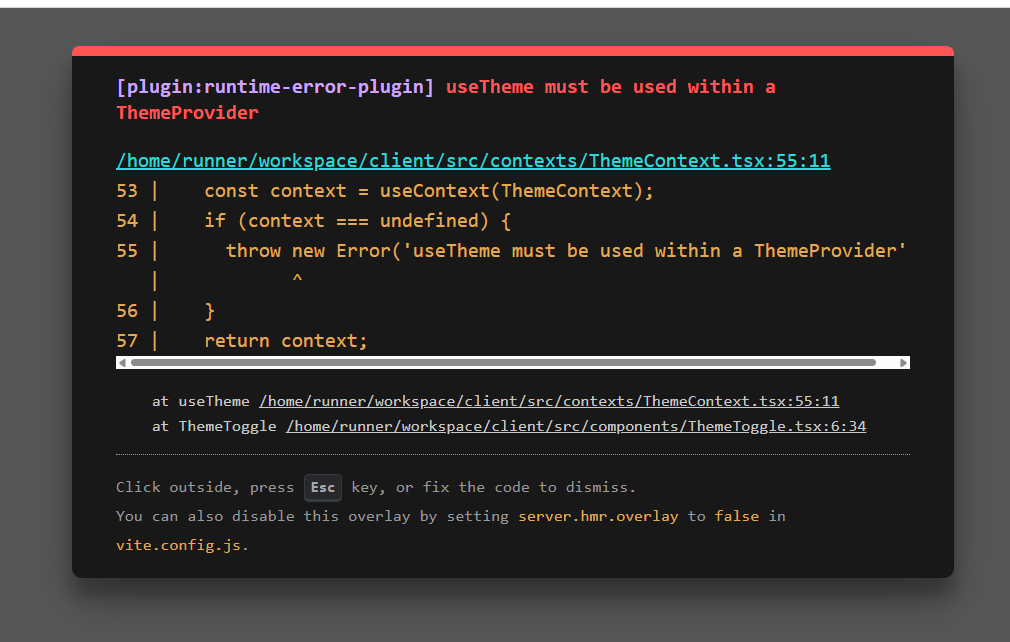 [plugin:runtime-error-plugin] useTheme must be used within a
ThemeProvider
/home/runner/workspace/client/src/contexts/ThemeContext.tsx:55:11
53 |    const context = useContext(ThemeContext);
54 |    if (context === undefined) {
55 |      throw new Error('useTheme must be used within a ThemeProvider'
   |            ^
56 |    }
57 |    return context;
at useTheme /home/runner/workspace/client/src/contexts/ThemeContext.tsx:55:11
at ThemeToggle /home/runner/workspace/client/src/components/ThemeToggle.tsx:6:34
Click outside, press Esc key, or fix the code to dismiss.
You can also disable this overlay by setting server.hmr.overlay to false in
vite.config.js.